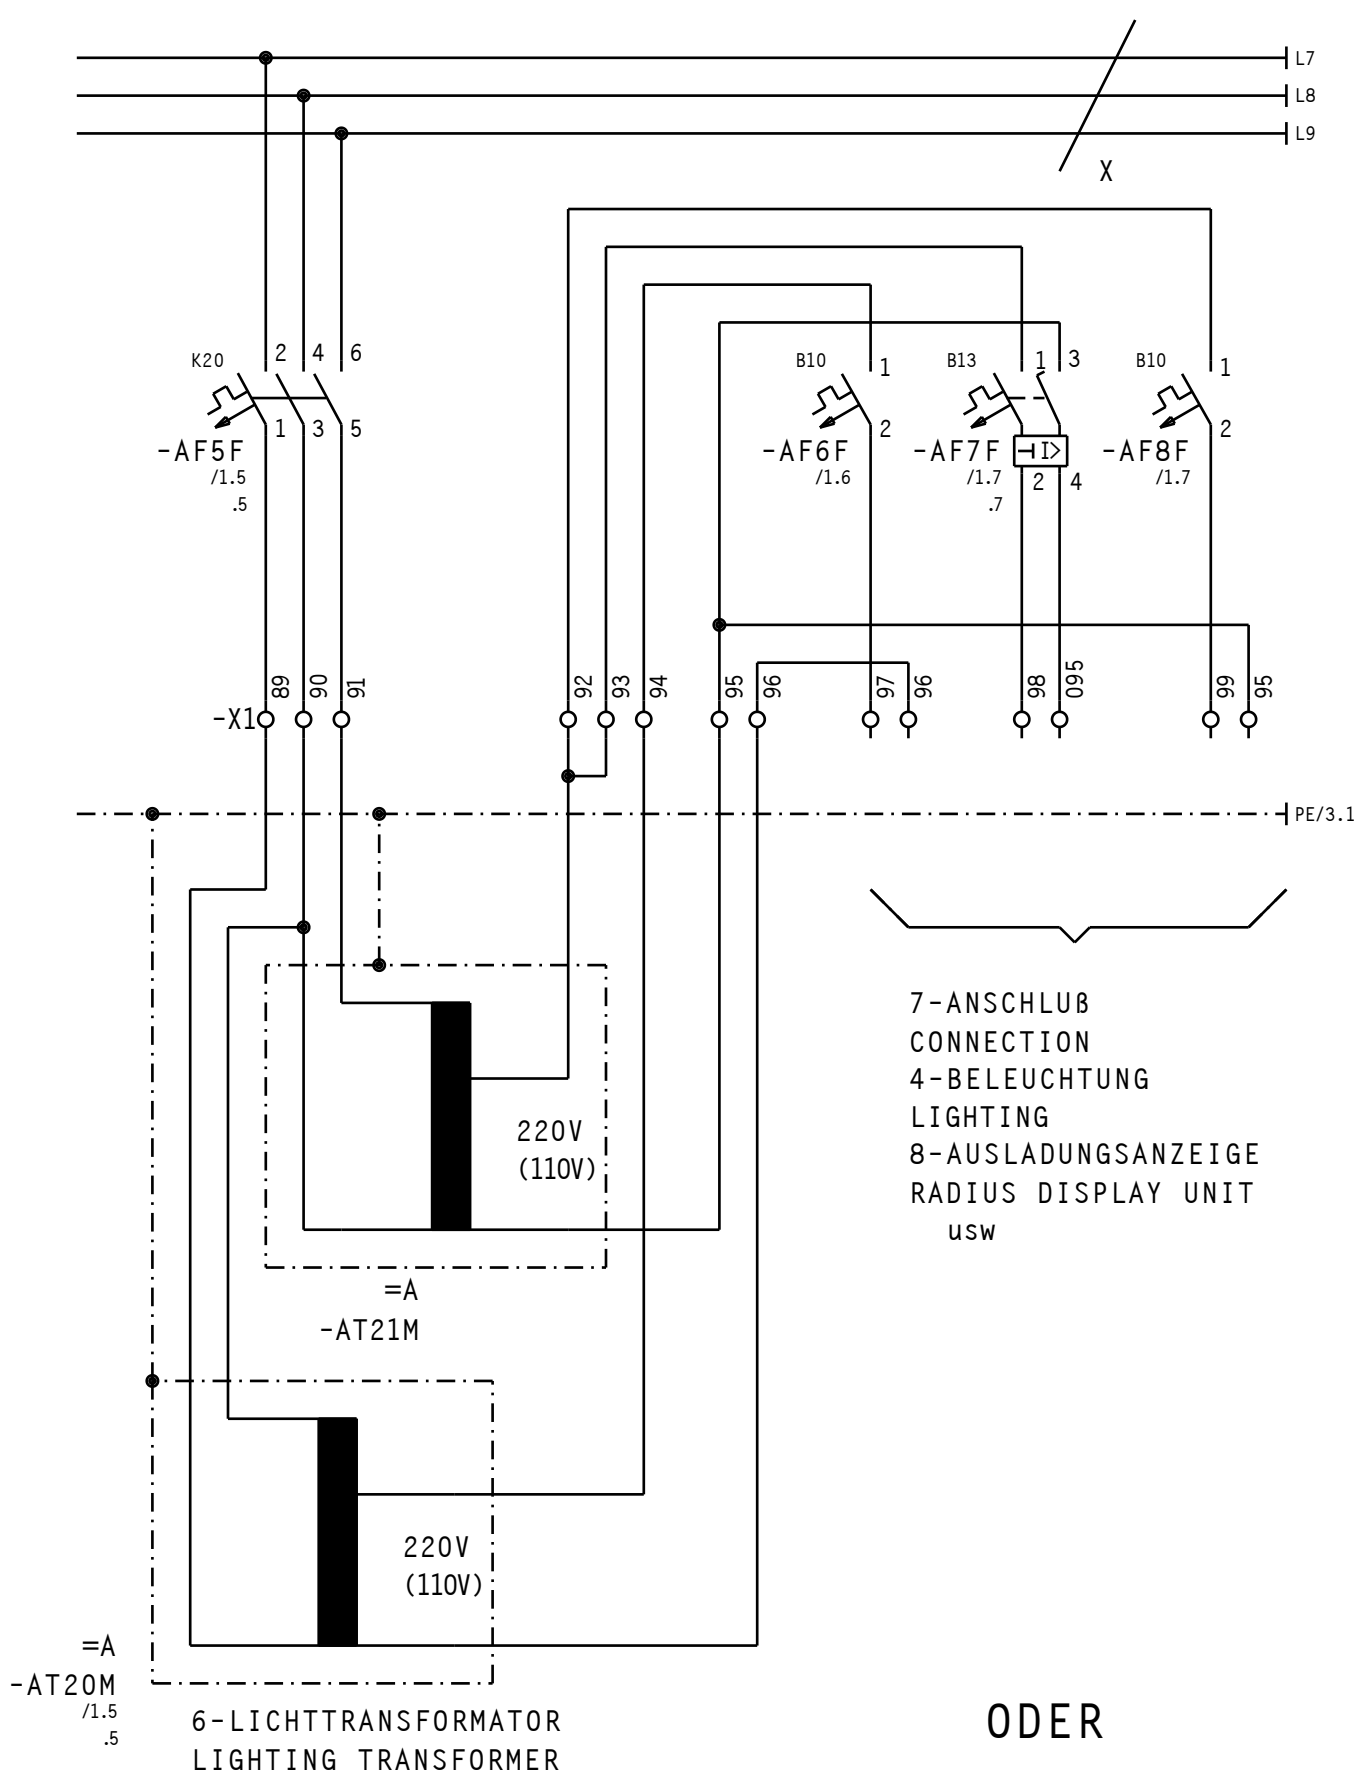 L7
L8
L9
X
K20
2 4 6
B10
1
B13
1 3
B10
1
1 3 5
2
2
-AF5F
/1.5
.5
-AF6F
/1.6
-AF7F
I>
/1.7
.7
2 4
-AF8F
/1.7
-X1
89
90
91
92
93
94
95
96
97
96
98
095
99
95
PE/3.1
7-ANSCHLUß
CONNECTION
4-BELEUCHTUNG
LIGHTING
8-AUSLADUNGSANZEIGE
RADIUS DISPLAY UNIT
usw
220V
(110V)
=A
-AT21M
220V
(110V)
=A
-AT20M
/1.5
.5
6-LICHTTRANSFORMATOR
LIGHTING TRANSFORMER
ODER